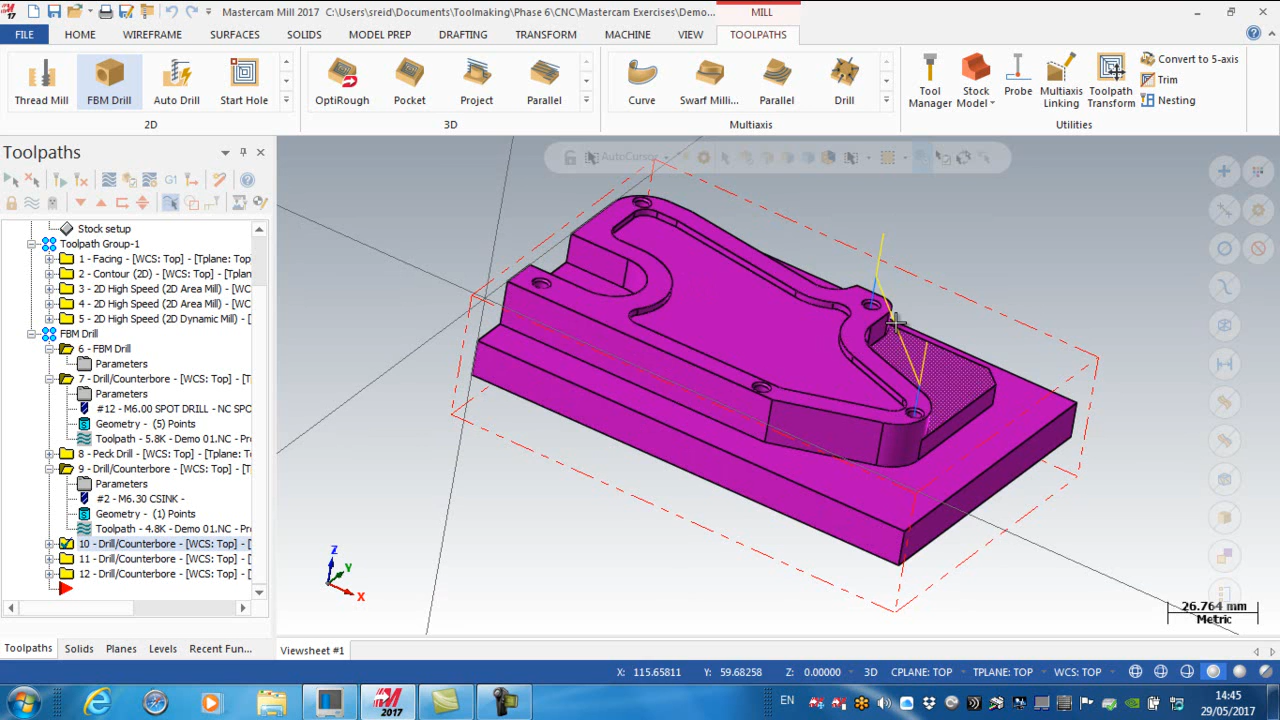 Mastercam Mill 2017 - C:\Users\sreid\Documents\Toolmaking\Phase 6\CNC\Mastercam Exercises\Demo...
MILL
FILE HOME WIREFRAME SURFACES SOLIDS MODEL PREP DRAFTING TRANSFORM MACHINE VIEW TOOLPATHS
Thread Mill FBM Drill Auto Drill Start Hole
2D
OptiRough Pocket Project Parallel
3D
Curve Swarf Milli... Parallel Drill
Multiaxis
Tool Manager
Stock Model
Probe
Multiaxis Linking
Toolpath Transform
Convert to 5-axis
Trim
Nesting
Utilities
Toolpaths
AutoCursor
G1
Stock setup
Toolpath Group-1
1 - Facing - [WCS: Top] - [Tplane: Top
2 - Contour (2D) - [WCS: Top] - [Tplan
3 - 2D High Speed (2D Area Mill) - [WC
4 - 2D High Speed (2D Area Mill) - [WC
5 - 2D High Speed (2D Dynamic Mill) - [
FBM Drill
6 - FBM Drill
Parameters
7 - Drill/Counterbore - [WCS: Top] - [T
Parameters
#12 - M6.00 SPOT DRILL - NC SPO
Geometry - (5) Points
Toolpath - 5.8K - Demo 01.NC - Pr
8 - Peck Drill - [WCS: Top] - [Tplane: T
9 - Drill/Counterbore - [WCS: Top] - [T
Parameters
#2 - M6.30 CSINK -
Geometry - (1) Points
Toolpath - 4.8K - Demo 01.NC - Pr
10 - Drill/Counterbore - [WCS: Top] - [
11 - Drill/Counterbore - [WCS: Top] - [
12 - Drill/Counterbore - [WCS: Top] - [
Z
Y
X
26.764 mm
Metric
Toolpaths Solids Planes Levels Recent Fun...
Viewsheet #1
X: 115.65811 Y: 59.68258 Z: 0.00000 3D CPLANE: TOP TPLANE: TOP WCS: TOP
2017
EN
14:45
29/05/2017